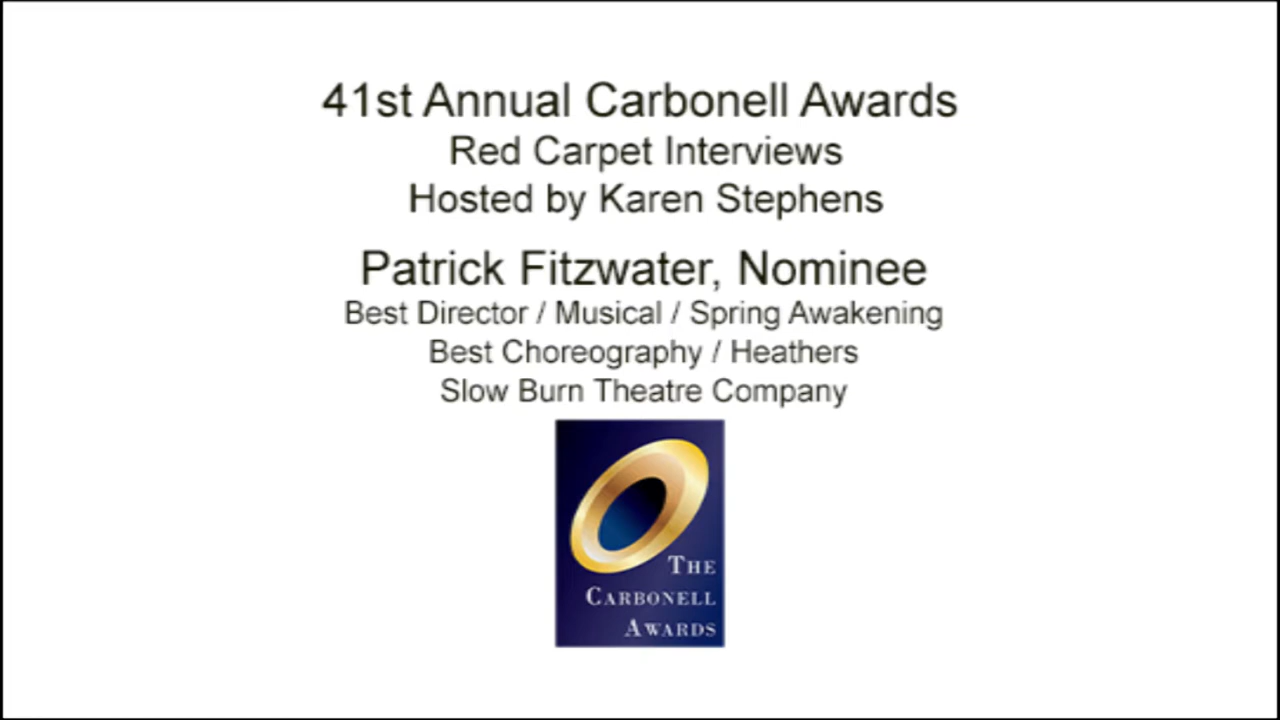 41st Annual Carbonell Awards
Red Carpet Interviews
Hosted by Karen Stephens
Patrick Fitzwater, Nominee
Best Director / Musical / Spring Awakening
Best Choreography / Heathers
Slow Burn Theatre Company
THE
CARBONELL
AWARDS